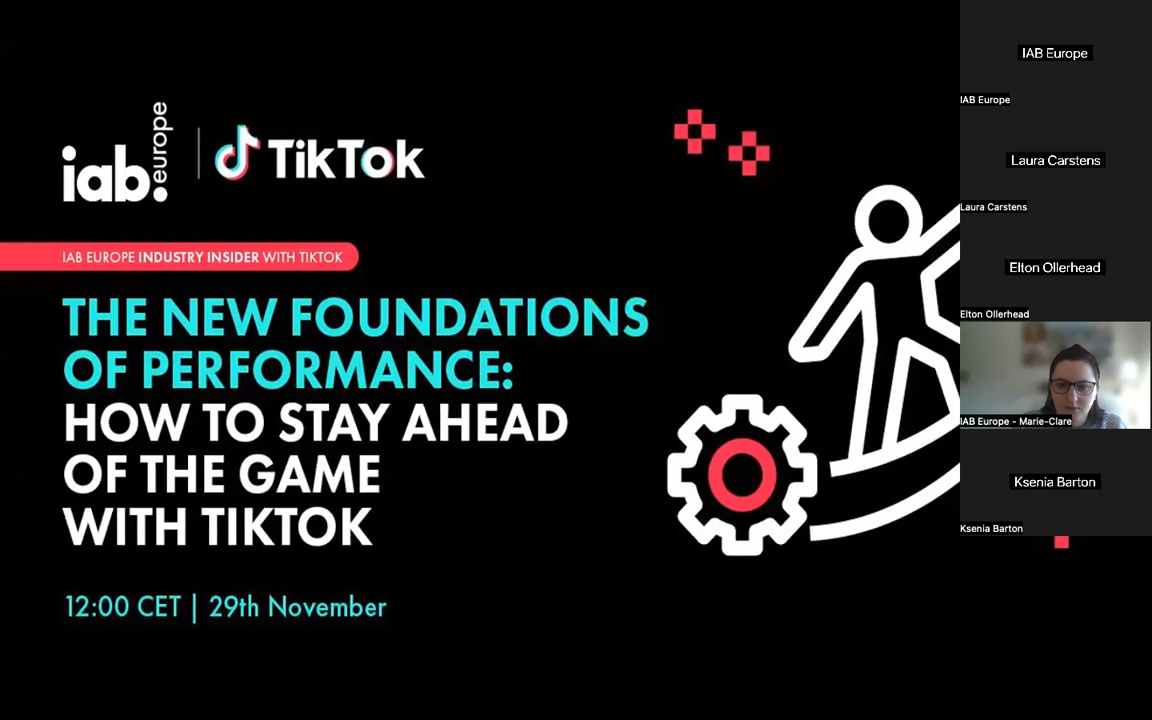 iab.europe
TikTok
IAB EUROPE INDUSTRY INSIDER WITH TIKTOK
THE NEW FOUNDATIONS
OF PERFORMANCE:
HOW TO STAY AHEAD
OF THE GAME
WITH TIKTOK
12:00 CET | 29th November
IAB Europe
IAB Europe
Laura Carstens
Laura Carstens
Elton Ollerhead
Elton Ollerhead
IAB Europe - Marie-Clare
Ksenia Barton
Ksenia Barton